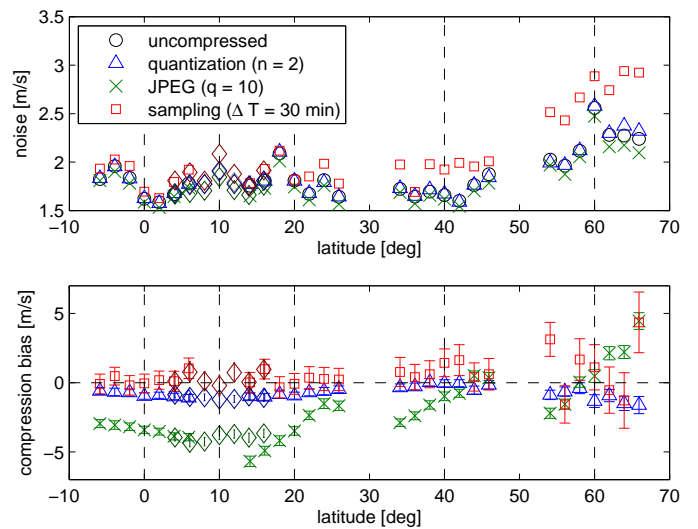 3.5
3
2.5
2
1.5
noise [m/s]
uncompressed
quantization (n = 2)
JPEG (q = 10)
sampling (Δ T = 30 min)
−10 0 10 20 30 40 50 60 70
latitude [deg]
5
0
−5
compression bias [m/s]
−10 0 10 20 30 40 50 60 70
latitude [deg]